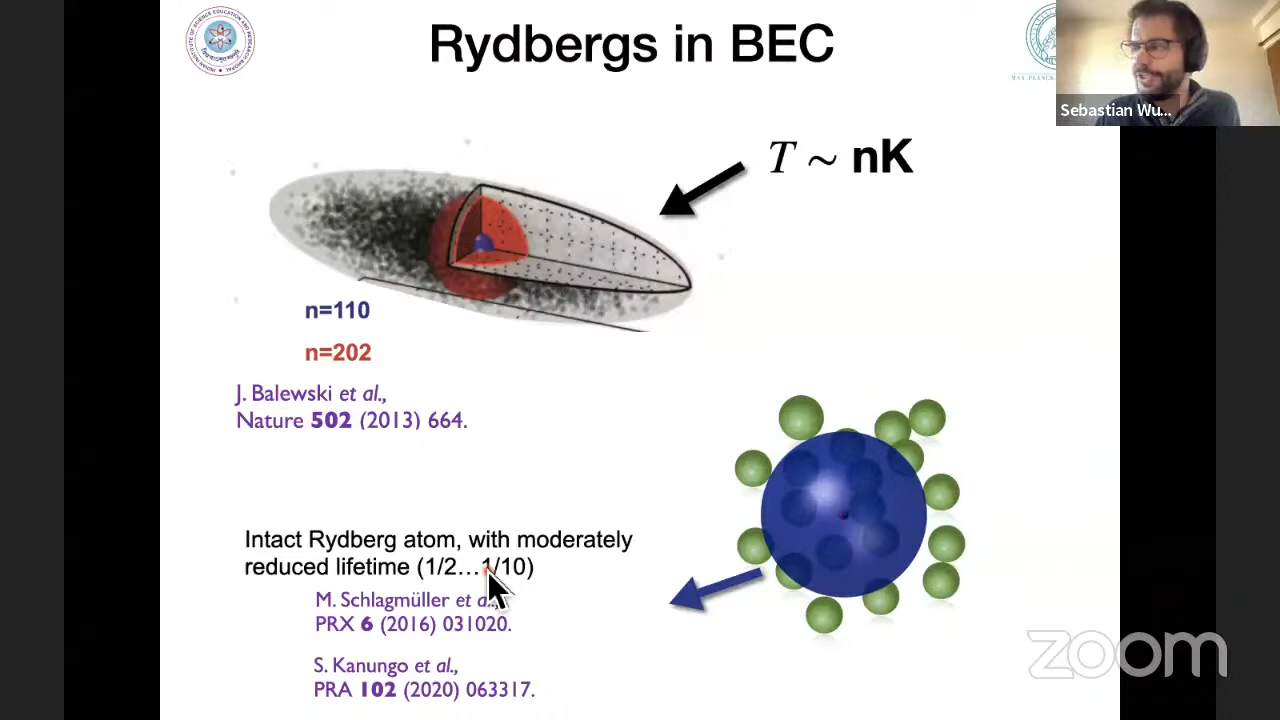 Rydbergs in BEC
Sebastian Wu...
T ~ nK
n=110
n=202
J. Balewski et al.,
Nature 502 (2013) 664.
Intact Rydberg atom, with moderately
reduced lifetime (1/2…1/10)
M. Schlagmüller et al.,
PRX 6 (2016) 031020.
S. Kanungo et al.,
PRA 102 (2020) 063317.
zoom